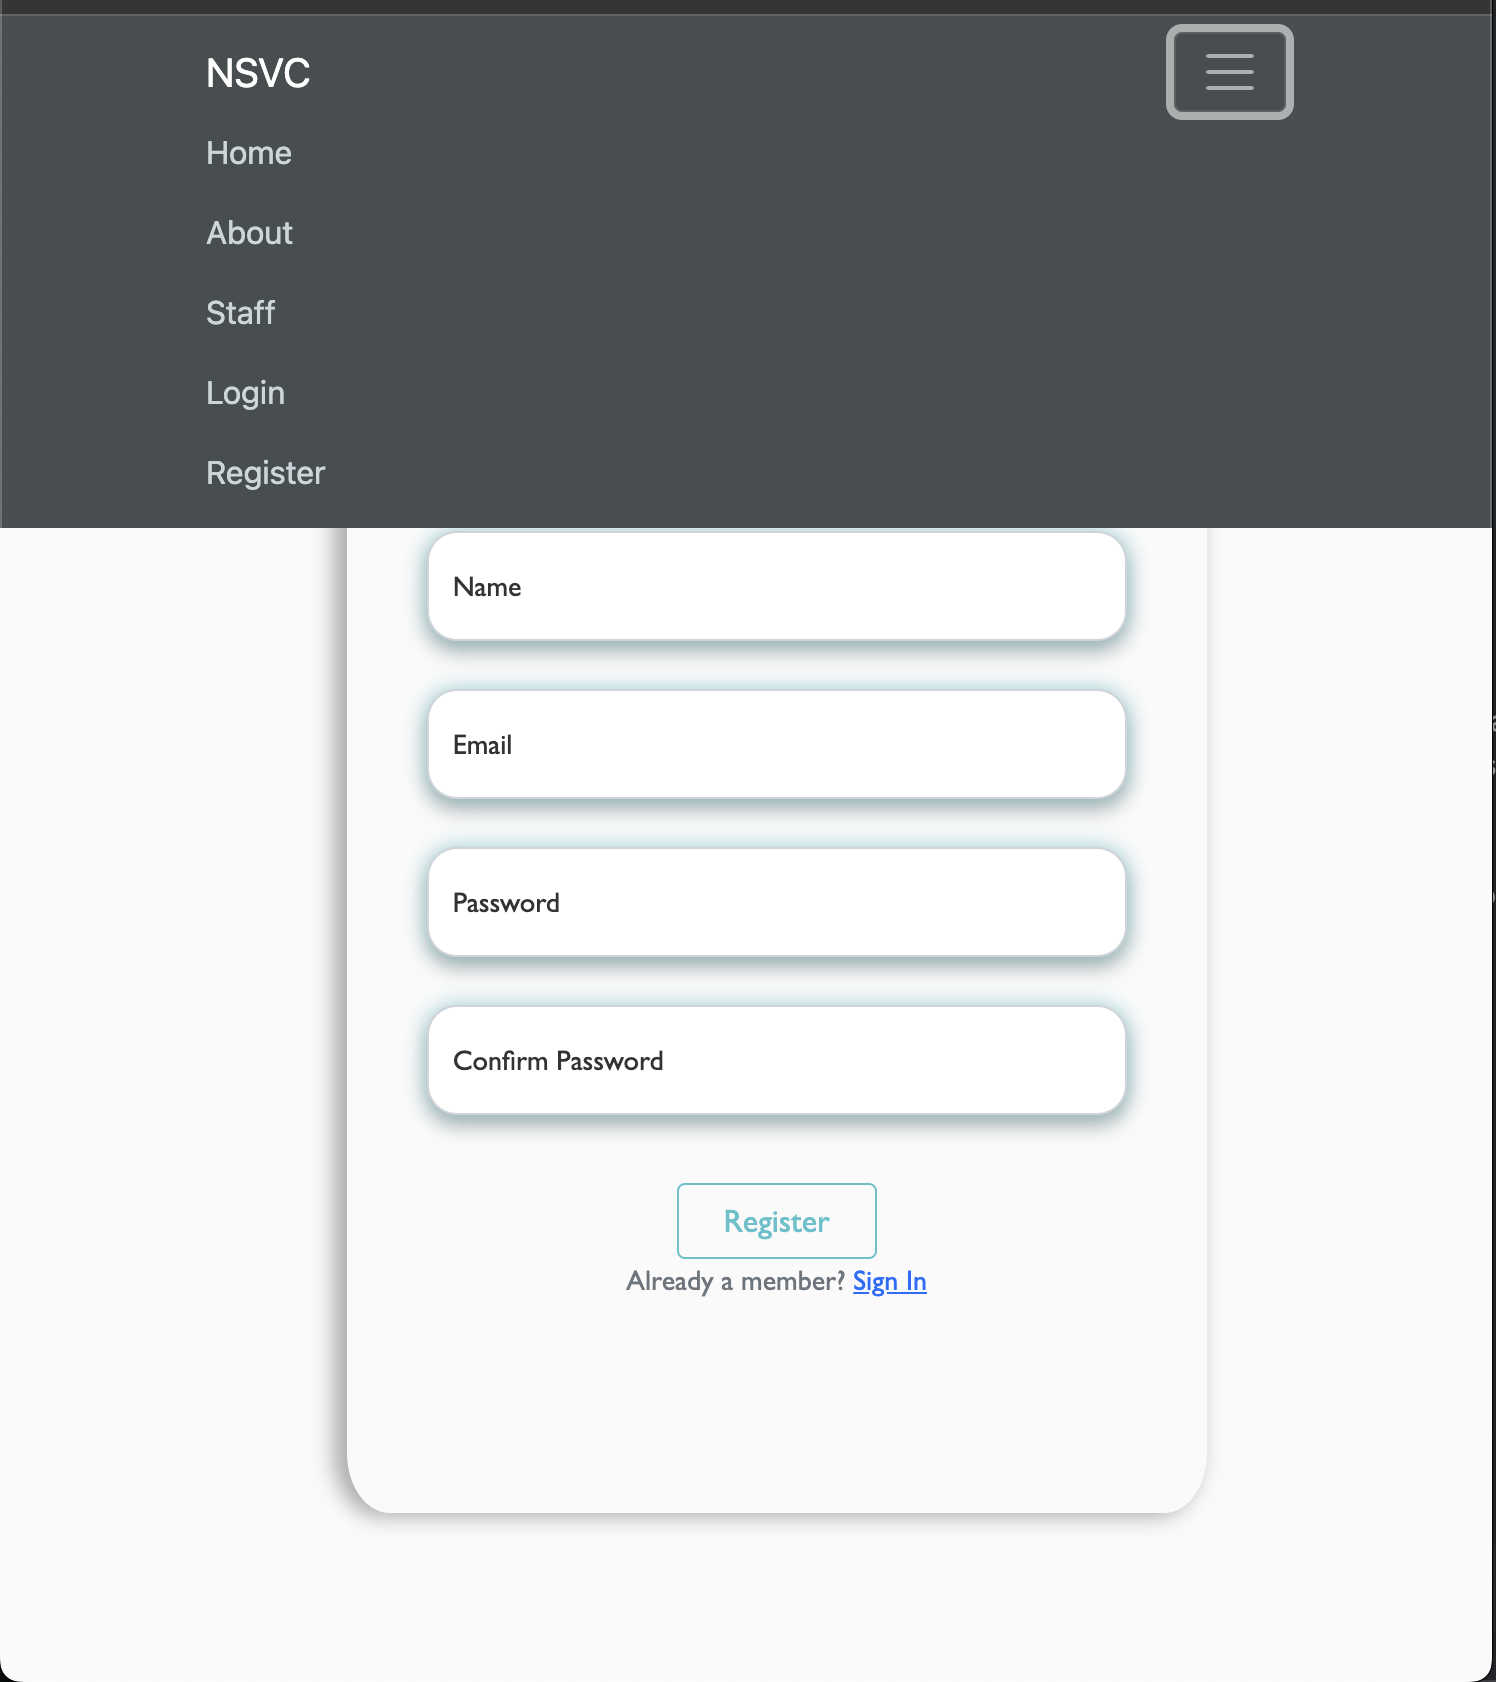 NSVC
Home
About
Staff
Login
Register
Name
Email
Password
Confirm Password
Register
Already a member? Sign In